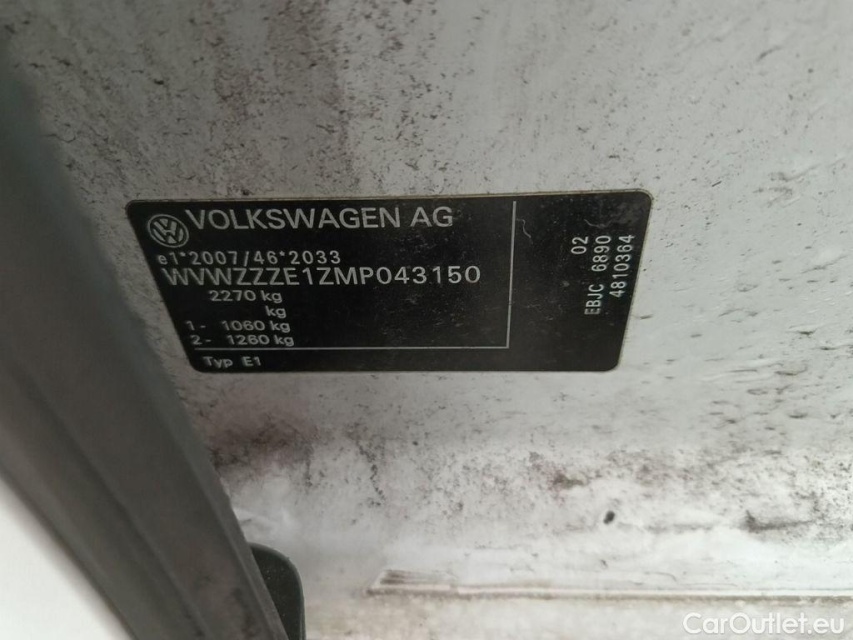 VOLKSWAGEN AG
e1*2007/46*2033
WVWZZZE1ZMP043150
2270 kg
kg
1- 1060 kg
2- 1260 kg
Typ E1
02
EBJC 6890
4810364
CarOutlet.eu